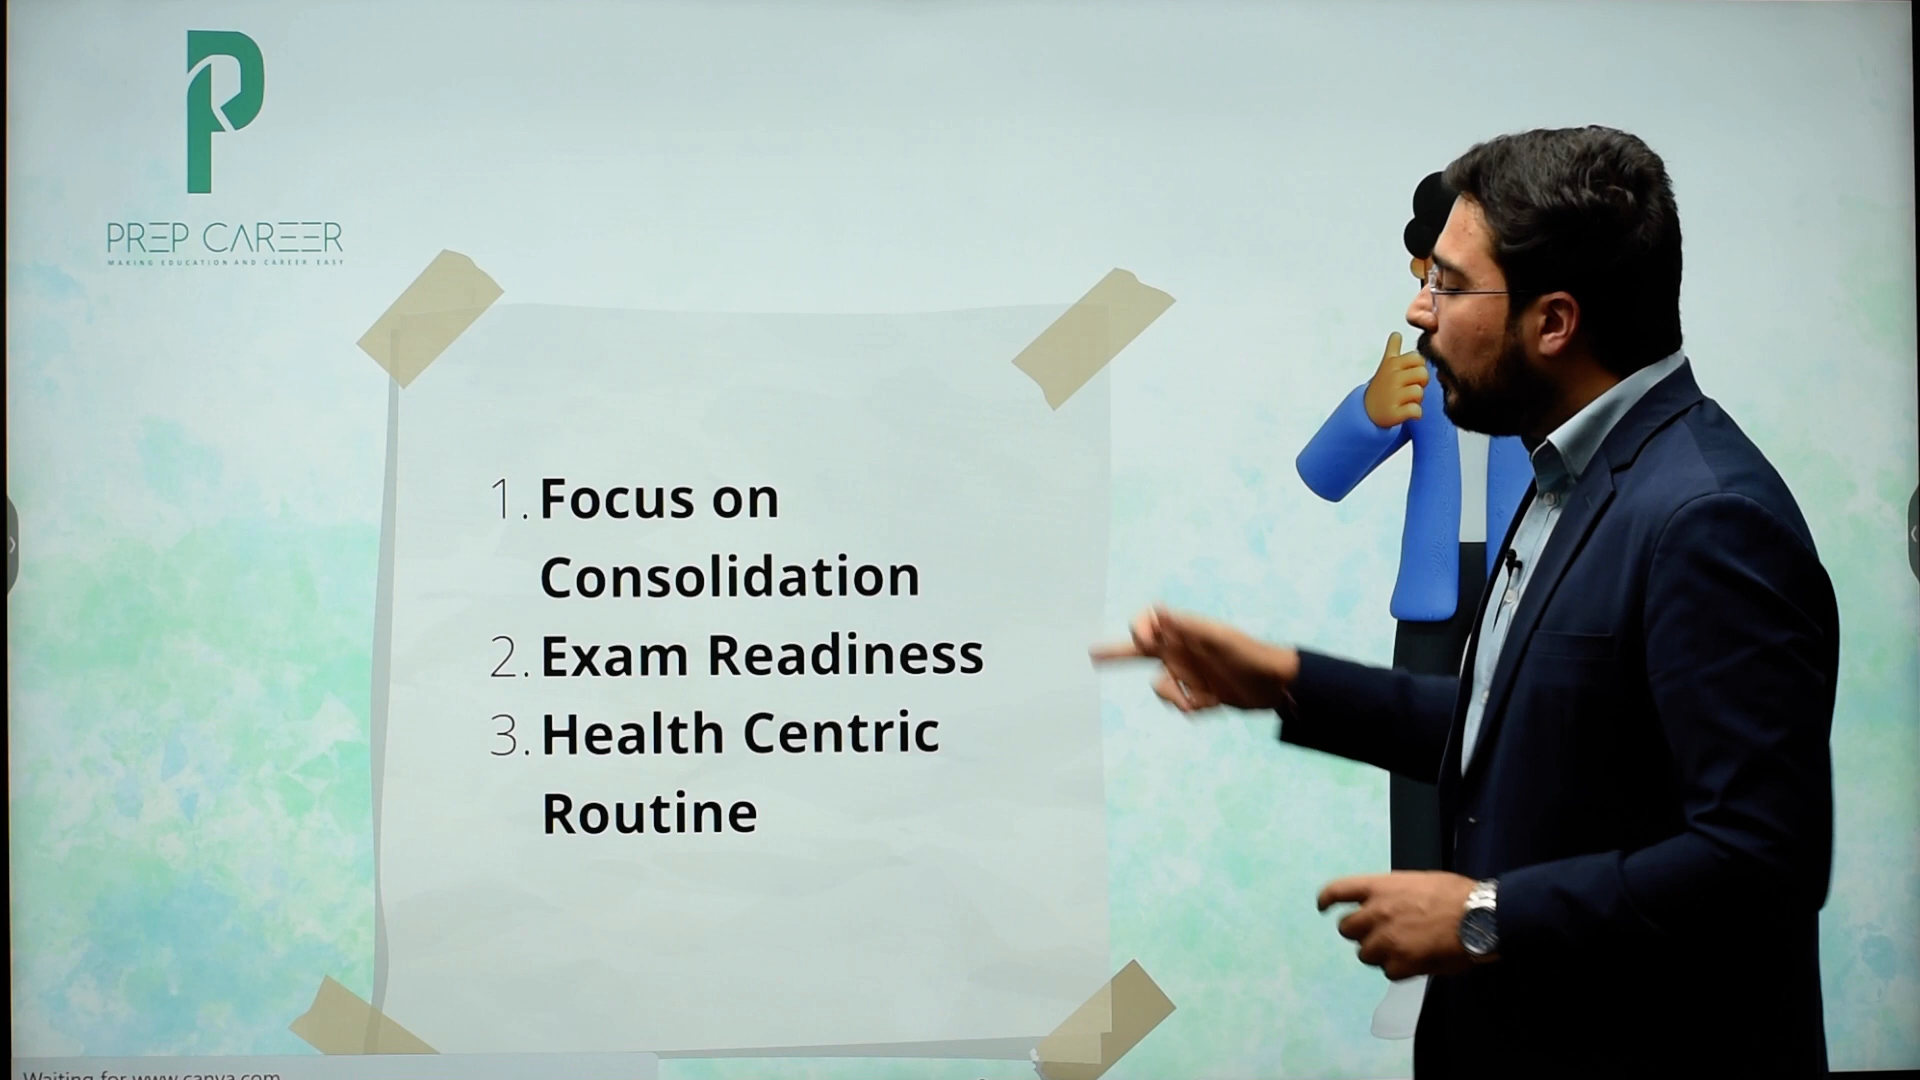 PREP CAREER
MAKING EDUCATION AND CAREER EASY
1. Focus on
Consolidation
2. Exam Readiness
3. Health Centric
Routine
Waiting for www.canva.com